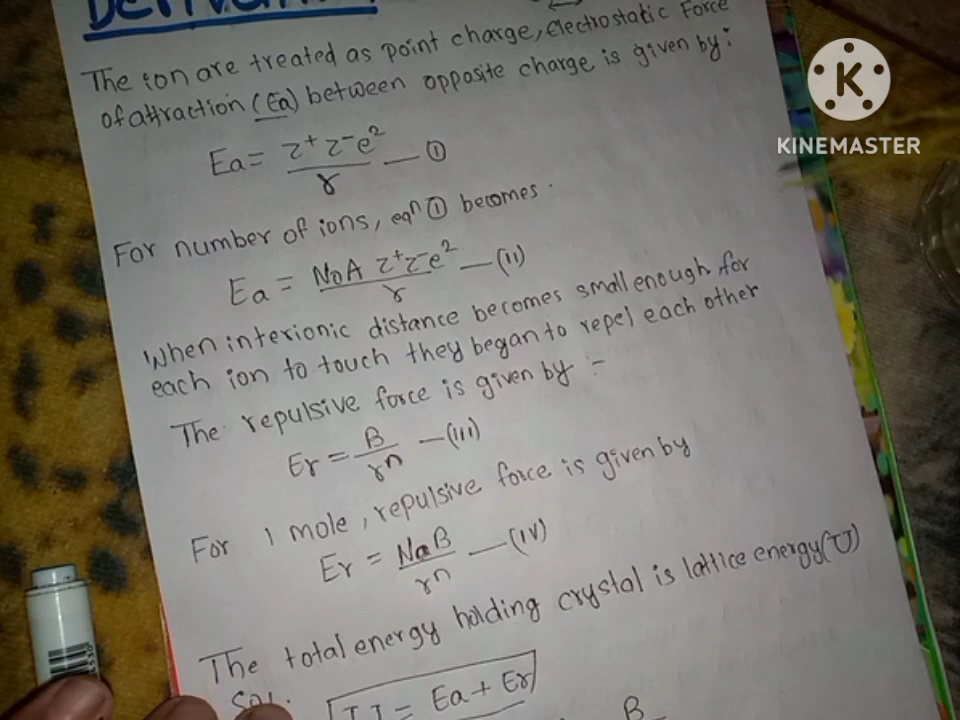 The ion are treated as point charge, electrostatic Force
of attraction (Ea) between opposite charge is given by:
Ea = z⁺z⁻e²/r — ①
For number of ions, eqⁿ ① becomes.
Ea = N₀A z⁺z⁻e²/r — (II)
When interionic distance becomes small enough for
each ion to touch they began to repel each other
The repulsive force is given by :-
Er = B/rⁿ — (III)
For 1 mole, repulsive force is given by
Er = NaB/rⁿ — (IV)
The total energy holding crystal is lattice energy (U)
So,
U = Ea + Er
B
K
KINEMASTER